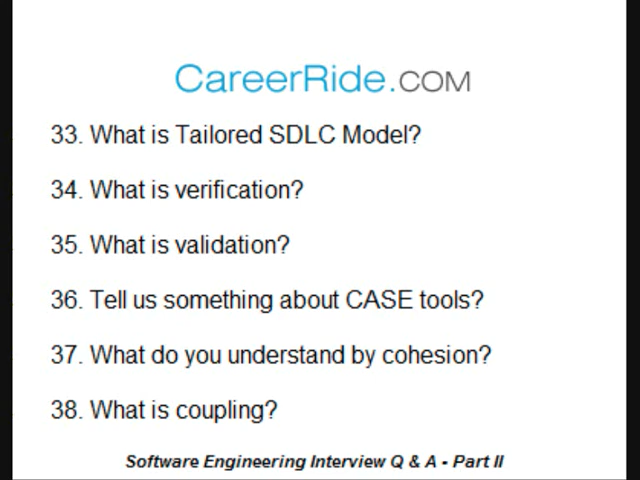 CareerRide.COM
33. What is Tailored SDLC Model?
34. What is verification?
35. What is validation?
36. Tell us something about CASE tools?
37. What do you understand by cohesion?
38. What is coupling?
Software Engineering Interview Q & A - Part II